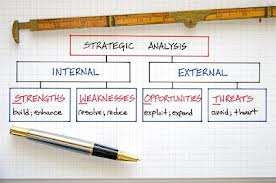 STRATEGIC ANALYSIS
INTERNAL
EXTERNAL
STRENGTHS
build; enhance
WEAKNESSES
resolve; reduce
OPPORTUNITIES
exploit; expand
THREATS
avoid; thwart